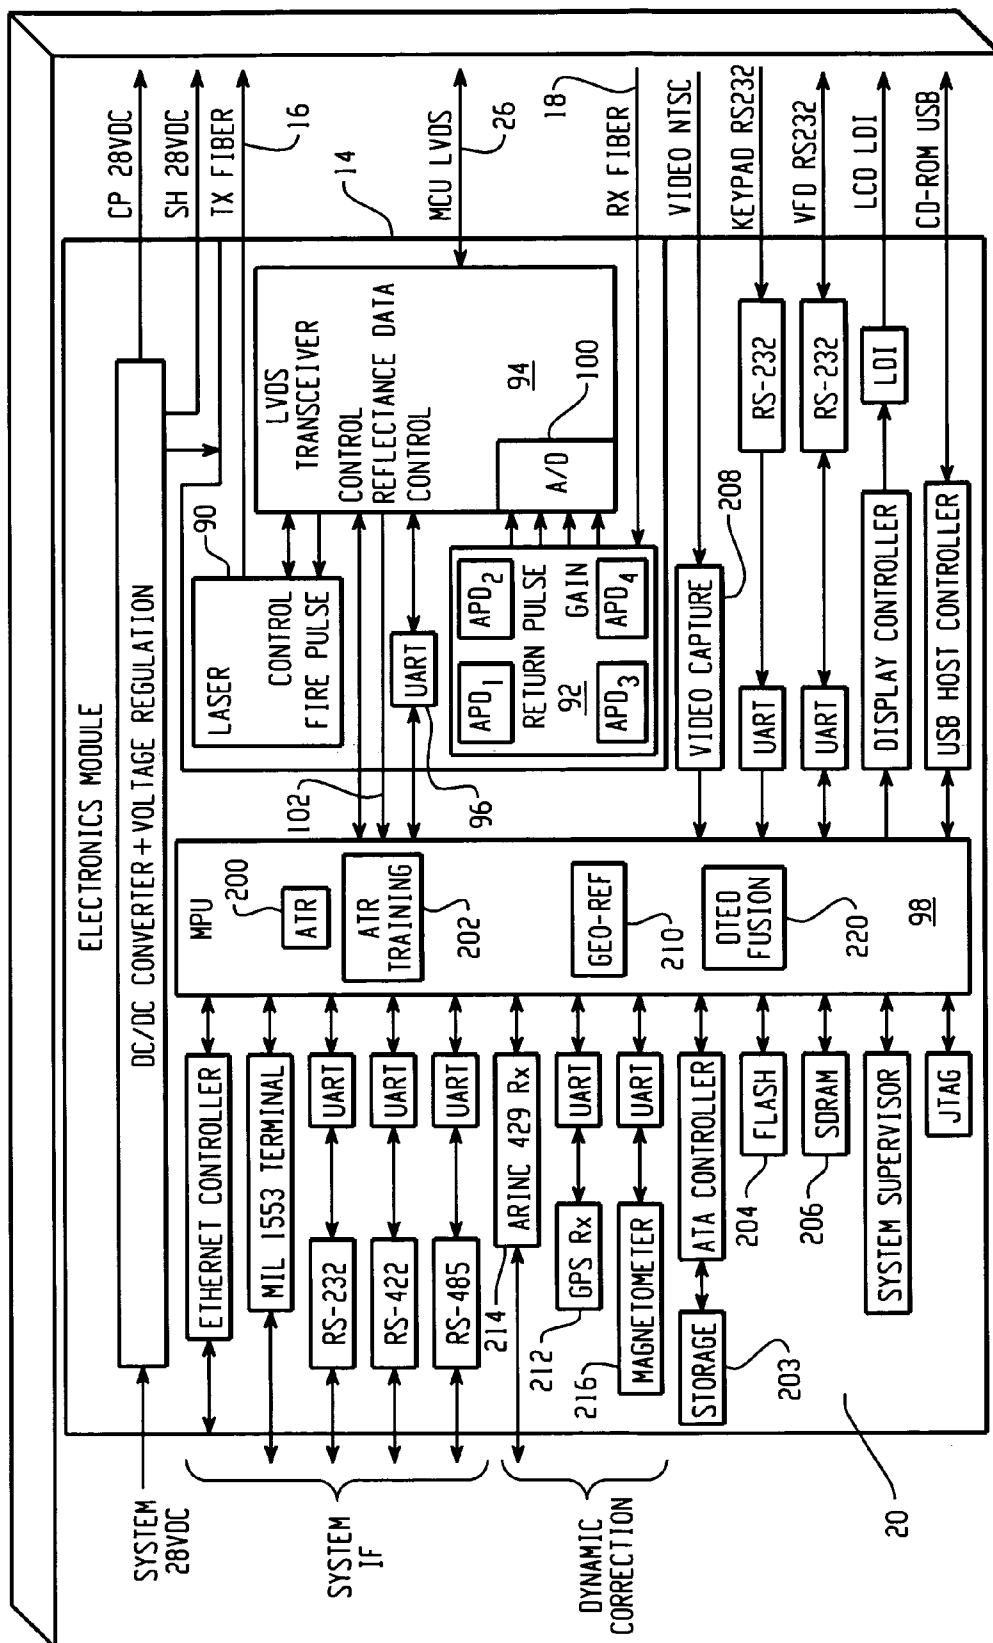 ELECTRONICS MODULE
DC/DC CONVERTER + VOLTAGE REGULATION
SYSTEM
28VDC
CP 28VDC
SH 28VDC
TX FIBER
16
14
MCU LVDS
26
18
RX FIBER
VIDEO NTSC
KEYPAD RS232
VFD RS232
LCD LDI
CD-ROM USB
90
LASER
CONTROL
FIRE PULSE
LVDS
TRANSCEIVER
CONTROL
REFLECTANCE DATA
CONTROL
94
100
A/D
102
UART
96
APD1
APD2
RETURN PULSE
92
GAIN
APD3
APD4
VIDEO CAPTURE
208
UART
RS-232
UART
RS-232
DISPLAY CONTROLLER
LDI
USB HOST CONTROLLER
MPU
200
ATR
ATR
TRAINING
202
GEO-REF
210
DTED
FUSION
220
98
ETHERNET CONTROLLER
MIL 1553 TERMINAL
RS-232
UART
RS-422
UART
RS-485
UART
214
ARINC 429 Rx
212
GPS Rx
UART
216
MAGNETOMETER
UART
STORAGE
203
ATA CONTROLLER
204
FLASH
206
SDRAM
SYSTEM SUPERVISOR
JTAG
SYSTEM
IF
DYNAMIC
CORRECTION
20